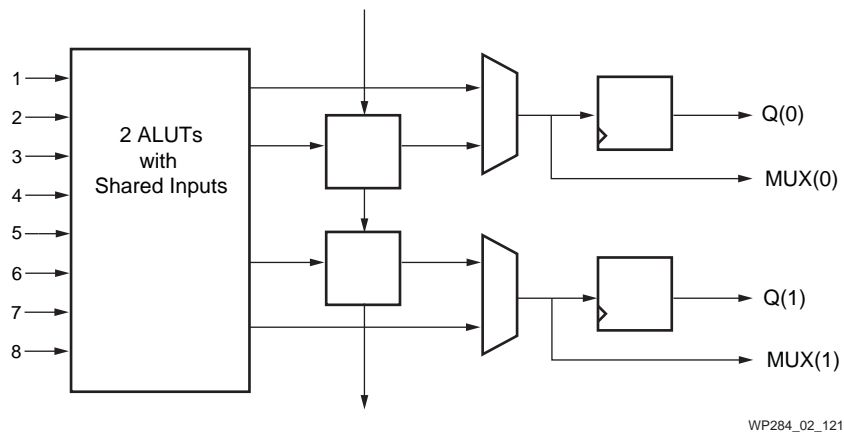 1
2
3
4
5
6
7
8
2 ALUTs
with
Shared Inputs
Q(0)
MUX(0)
Q(1)
MUX(1)
WP284_02_121